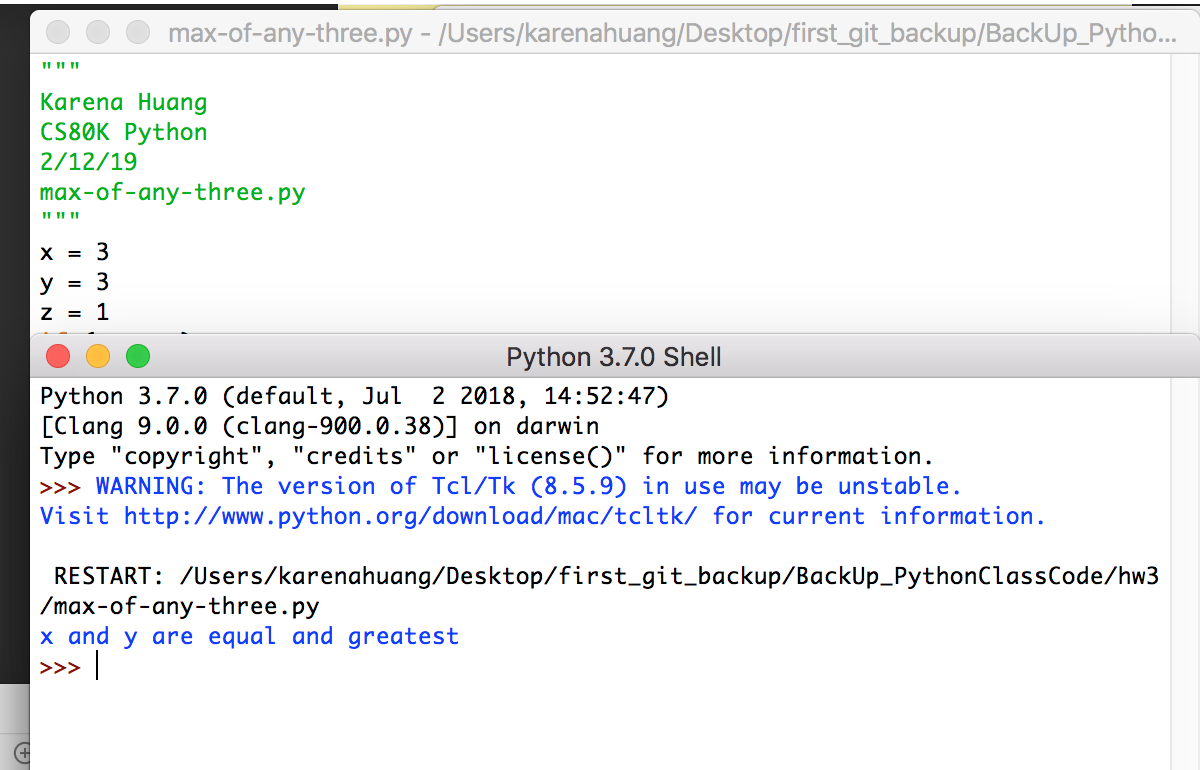 max-of-any-three.py - /Users/karenahuang/Desktop/first_git_backup/BackUp_Pytho...
"""
Karena Huang
CS80K Python
2/12/19
max-of-any-three.py
"""
x = 3
y = 3
z = 1
Python 3.7.0 Shell
Python 3.7.0 (default, Jul  2 2018, 14:52:47)
[Clang 9.0.0 (clang-900.0.38)] on darwin
Type "copyright", "credits" or "license()" for more information.
>>> WARNING: The version of Tcl/Tk (8.5.9) in use may be unstable.
Visit http://www.python.org/download/mac/tcltk/ for current information.
RESTART: /Users/karenahuang/Desktop/first_git_backup/BackUp_PythonClassCode/hw3
/max-of-any-three.py
x and y are equal and greatest
>>>